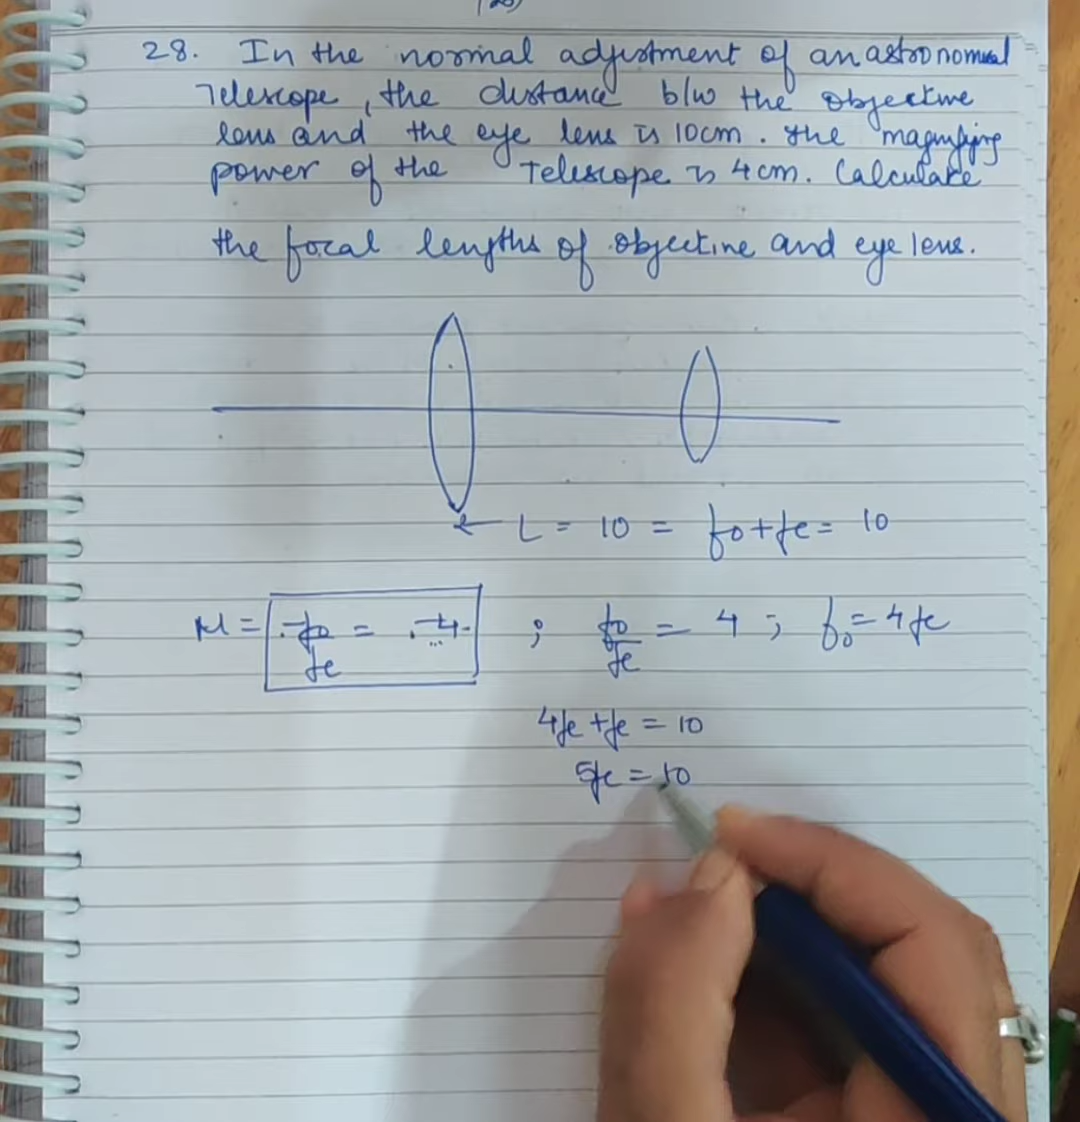 28. In the normal adjustment of an astronomical
Telescope, the distance b/w the objective
lens and the eye lens is 10cm. the magnifying
power of the Telescope is 4cm. Calculate
the focal lengths of objective and eye lens.
← L = 10 = fo+fe = 10
M = -fo/fe = -4 ; fo/fe = 4 ; fo = 4fe
4fe + fe = 10
5fe = 10